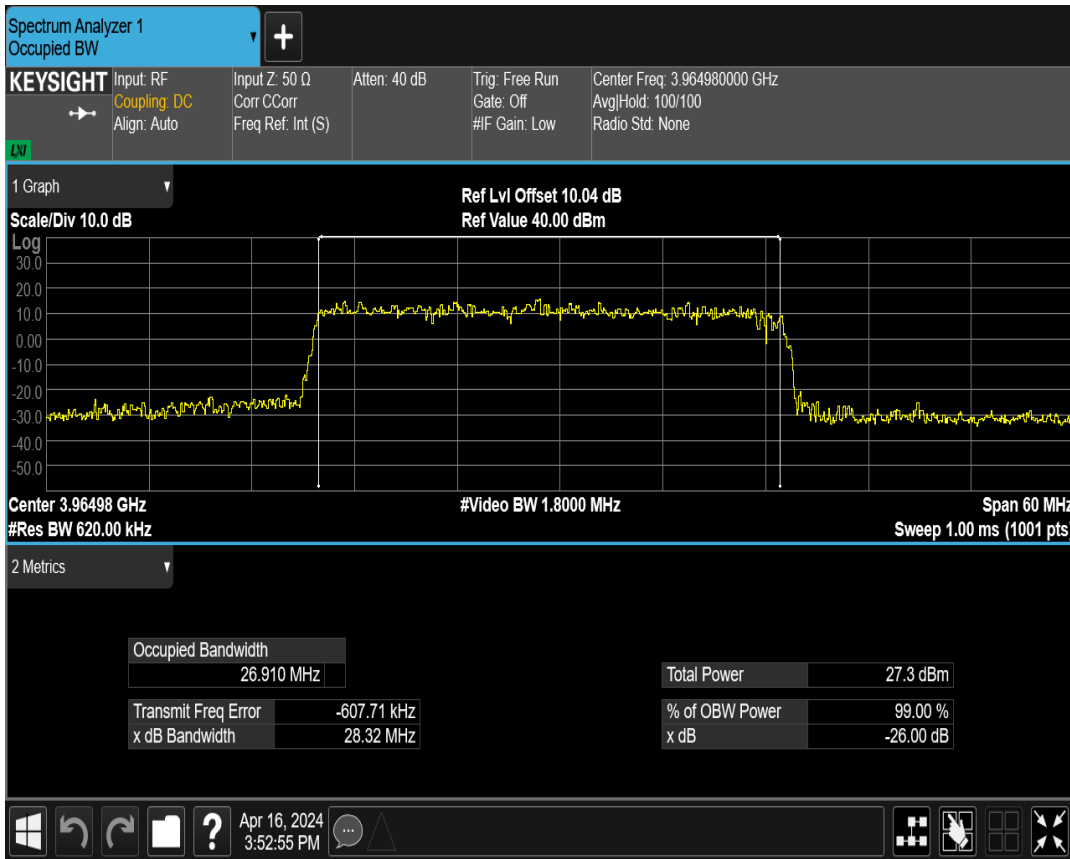 Spectrum Analyzer 1
Occupied BW
+
KEYSIGHT
LXI
Input: RF
Coupling: DC
Align: Auto
Input Z: 50 Ω
Corr CCorr
Freq Ref: Int (S)
Atten: 40 dB
Trig: Free Run
Gate: Off
#IF Gain: Low
Center Freq: 3.964980000 GHz
Avg|Hold: 100/100
Radio Std: None
1 Graph
Scale/Div 10.0 dB
Ref Lvl Offset 10.04 dB
Ref Value 40.00 dBm
Log
30.0
20.0
10.0
0.00
-10.0
-20.0
-30.0
-40.0
-50.0
Center 3.96498 GHz
#Video BW 1.8000 MHz
Span 60 MHz
#Res BW 620.00 kHz
Sweep 1.00 ms (1001 pts)
2 Metrics
Occupied Bandwidth
26.910 MHz
Transmit Freq Error -607.71 kHz
x dB Bandwidth 28.32 MHz
Total Power 27.3 dBm
% of OBW Power 99.00 %
x dB -26.00 dB
?
Apr 16, 2024
3:52:55 PM